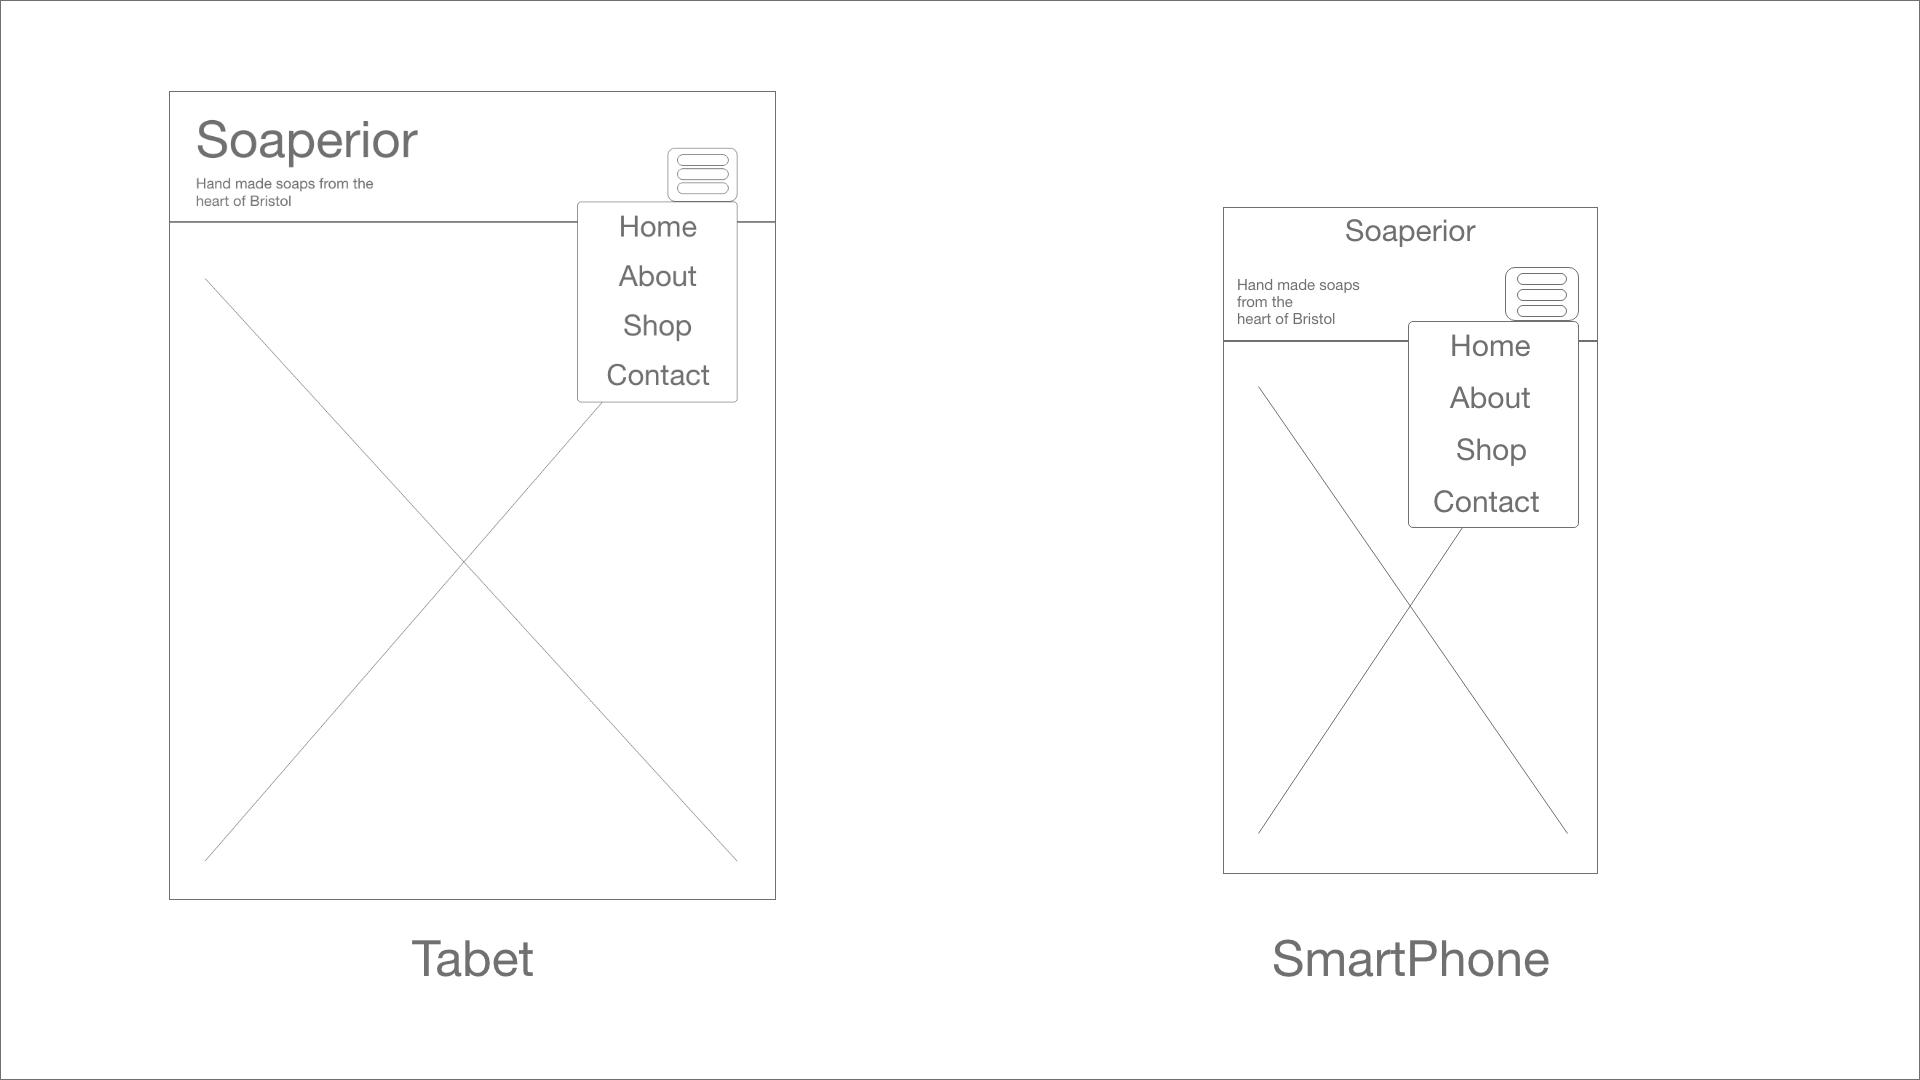 Soaperior
Hand made soaps from the
heart of Bristol
Home
About
Shop
Contact
Tabet
Soaperior
Hand made soaps
from the
heart of Bristol
Home
About
Shop
Contact
SmartPhone